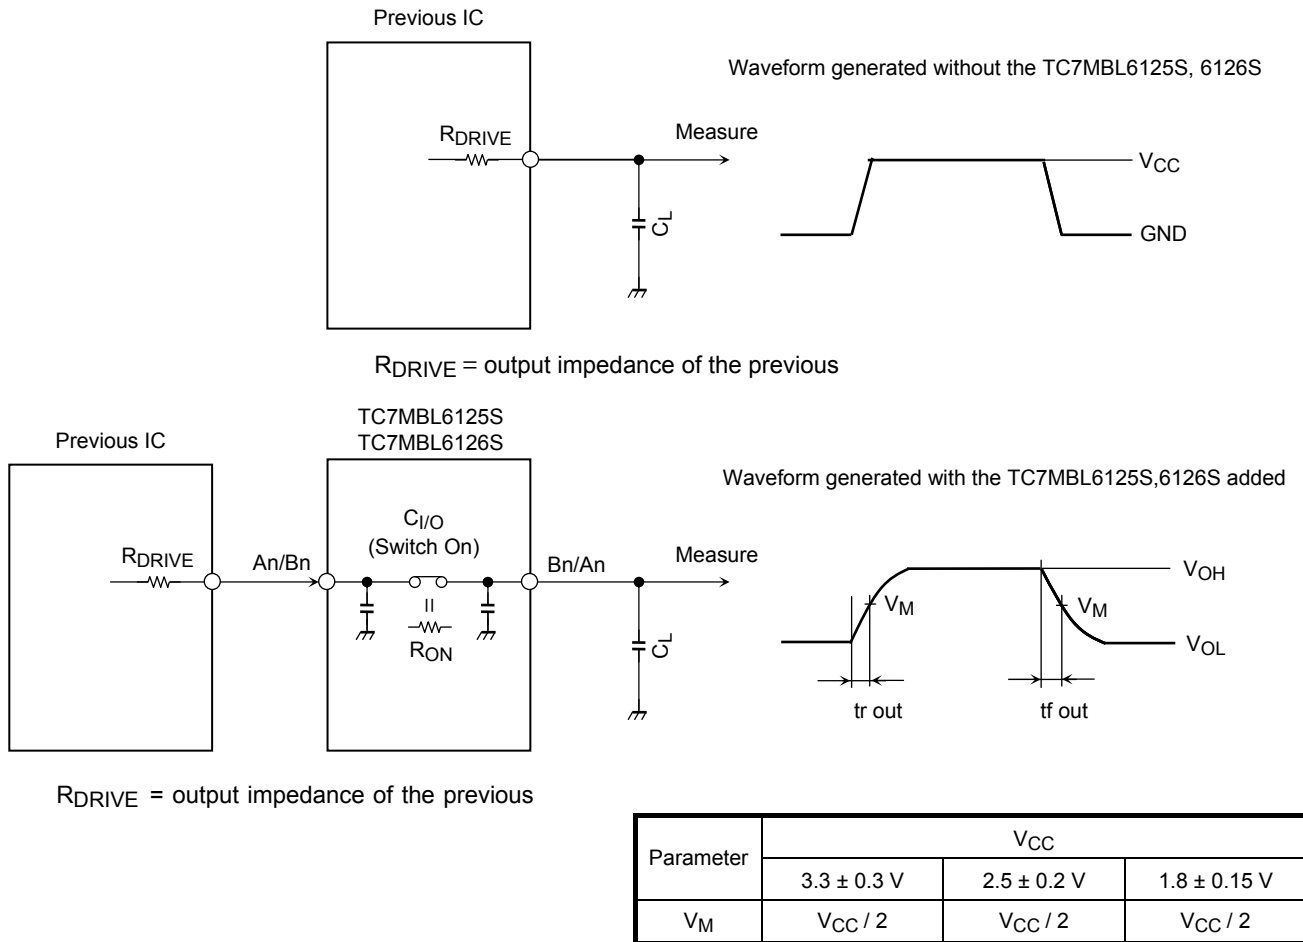 Previous IC
Waveform generated without the TC7MBL6125S, 6126S
RDRIVE
Measure
VCC
CL
GND
RDRIVE = output impedance of the previous
TC7MBL6125S
TC7MBL6126S
Previous IC
Waveform generated with the TC7MBL6125S,6126S added
CI/O
(Switch On)
RDRIVE
An/Bn
Bn/An
Measure
VOH
VM
VM
RON
CL
VOL
tr out
tf out
RDRIVE = output impedance of the previous
Parameter
VCC
3.3 ± 0.3 V
2.5 ± 0.2 V
1.8 ± 0.15 V
VM
VCC / 2
VCC / 2
VCC / 2